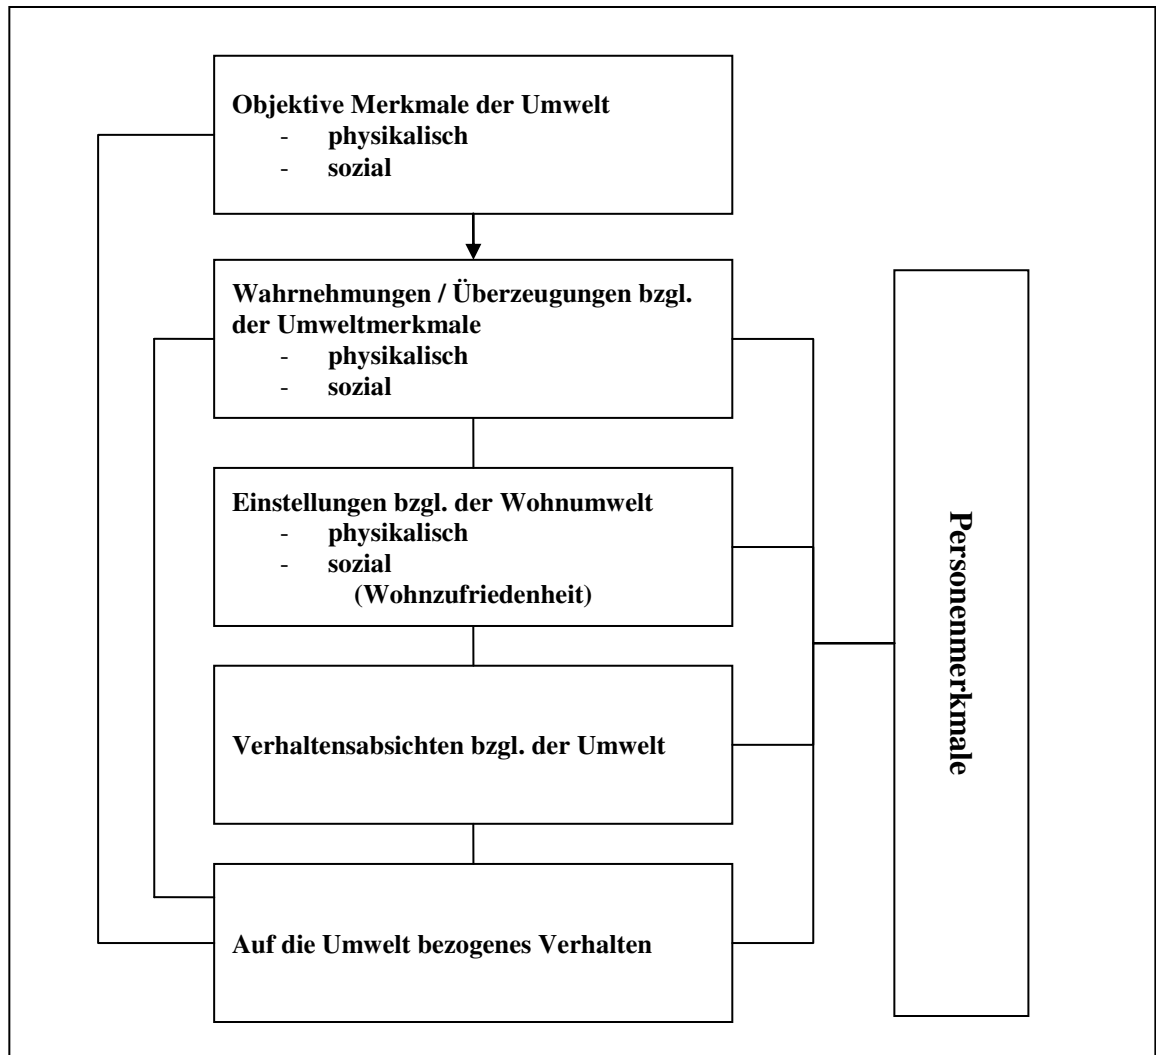 Objektive Merkmale der Umwelt
- physikalisch
- sozial
Wahrnehmungen / Überzeugungen bzgl.
der Umweltmerkmale
- physikalisch
- sozial
Einstellungen bzgl. der Wohnumwelt
- physikalisch
- sozial
(Wohnzufriedenheit)
Verhaltensabsichten bzgl. der Umwelt
Auf die Umwelt bezogenes Verhalten
Personenmerkmale